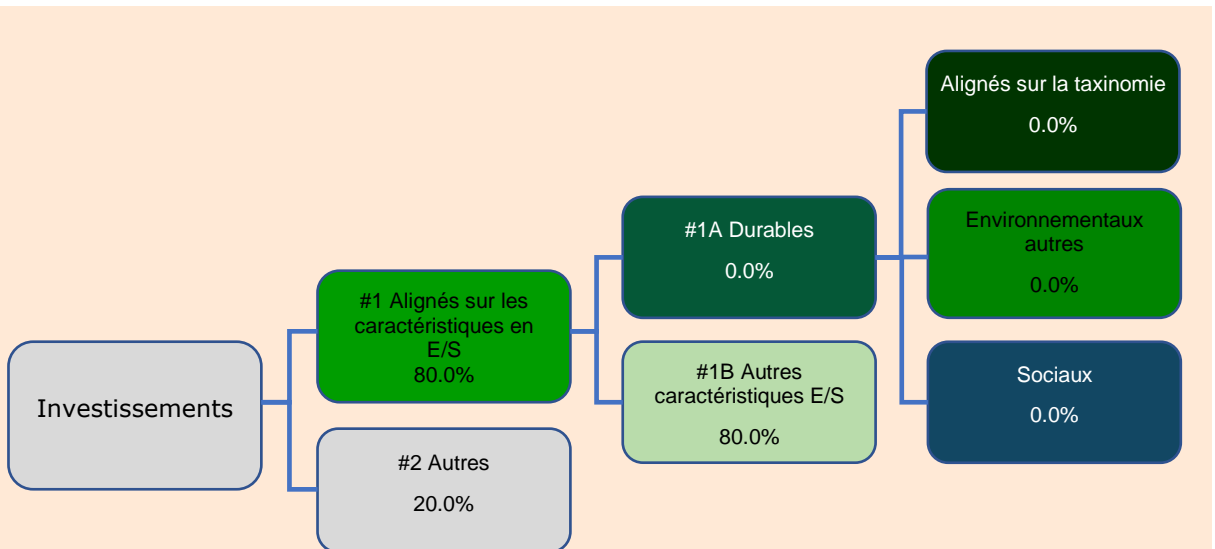 Investissements
#1 Alignés sur les
caractéristiques en
E/S
80.0%
#2 Autres
20.0%
#1A Durables
0.0%
#1B Autres
caractéristiques E/S
80.0%
Alignés sur la taxinomie
0.0%
Environnementaux
autres
0.0%
Sociaux
0.0%